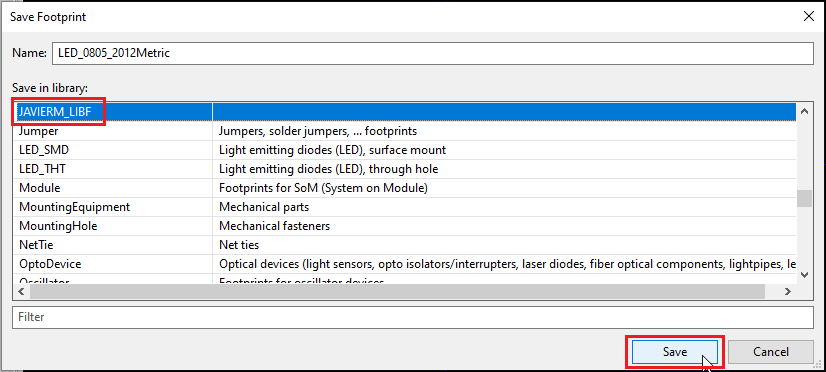 Save Footprint
Name: LED_0805_2012Metric
Save in library:
JAVIERM_LIBF
Jumper Jumpers, solder jumpers, ... footprints
LED_SMD Light emitting diodes (LED), surface mount
LED_THT Light emitting diodes (LED), through hole
Module Footprints for SoM (System on Module)
MountingEquipment Mechanical parts
MountingHole Mechanical fasteners
NetTie Net ties
OptoDevice Optical devices (light sensors, opto isolators/interrupters, laser diodes, fiber optical components, lightpipes, le
Oscillator Footprints for oscillator devices
Filter
Save Cancel